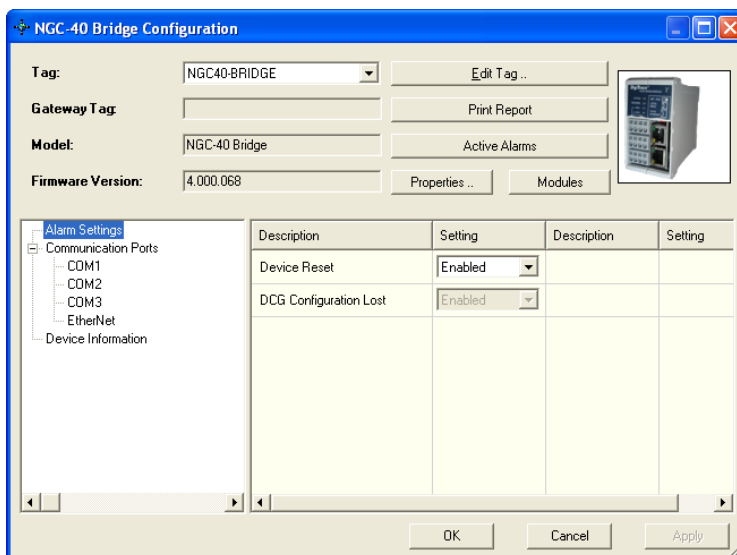 NGC-40 Bridge Configuration
Tag: NGC40-BRIDGE Edit Tag ..
Gateway Tag: Print Report
Model: NGC-40 Bridge Active Alarms
Firmware Version: 4.000.068 Properties .. Modules
Alarm Settings
Communication Ports
COM1
COM2
COM3
EtherNet
Device Information
Description Setting Description Setting
Device Reset Enabled
DCG Configuration Lost Enabled
OK Cancel Apply